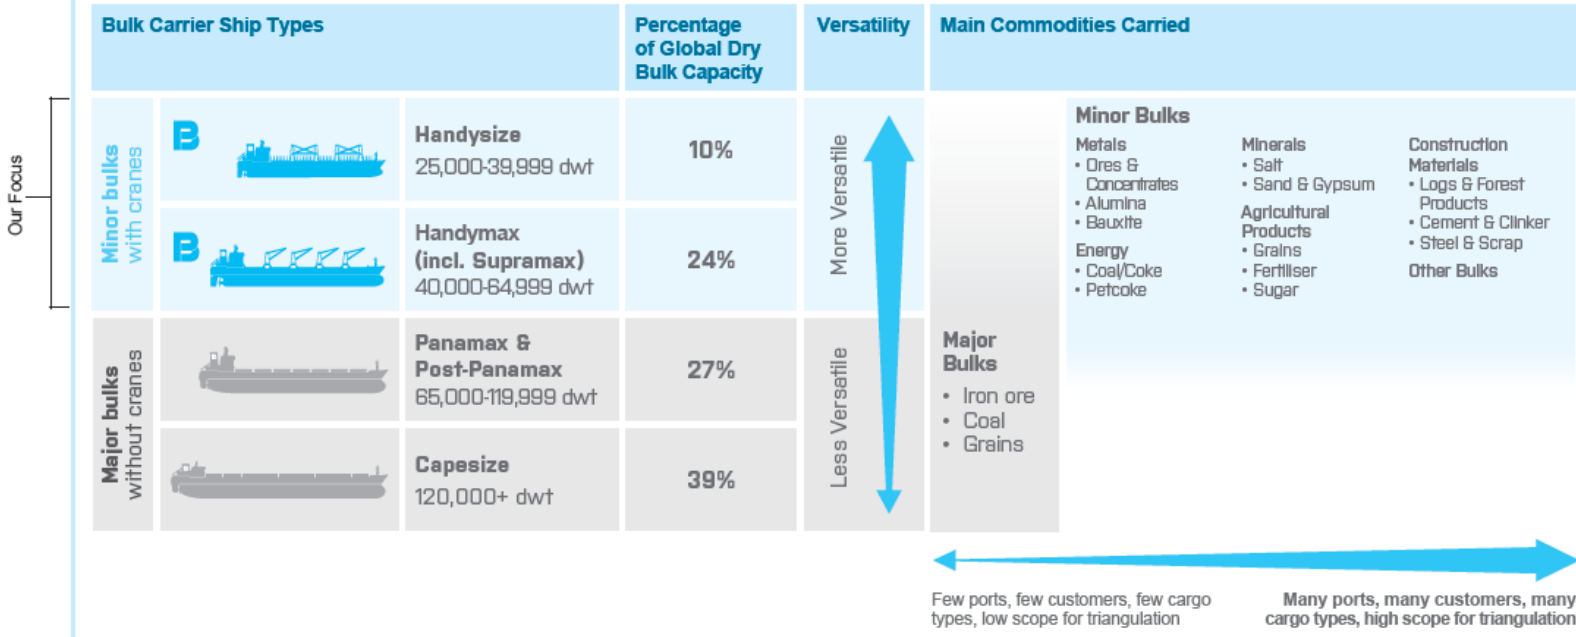 Bulk Carrier Ship Types
Percentage
of Global Dry
Bulk Capacity
Versatility
Main Commodities Carried
Our Focus
Minor bulks
with cranes
B
Handysize
25,000-39,999 dwt
10%
B
Handymax
(incl. Supramax)
40,000-64,999 dwt
24%
Major bulks
without cranes
Panamax &
Post-Panamax
65,000-119,999 dwt
27%
Capesize
120,000+ dwt
39%
More Versatile
Less Versatile
Major
Bulks
• Iron ore
• Coal
• Grains
Minor Bulks
Metals
• Ores &
Concentrates
• Alumina
• Bauxite
Energy
• Coal/Coke
• Petcoke
Minerals
• Salt
• Sand & Gypsum
Agricultural
Products
• Grains
• Fertiliser
• Sugar
Construction
Materials
• Logs & Forest
Products
• Cement & Clinker
• Steel & Scrap
Other Bulks
Few ports, few customers, few cargo
types, low scope for triangulation
Many ports, many customers, many
cargo types, high scope for triangulation